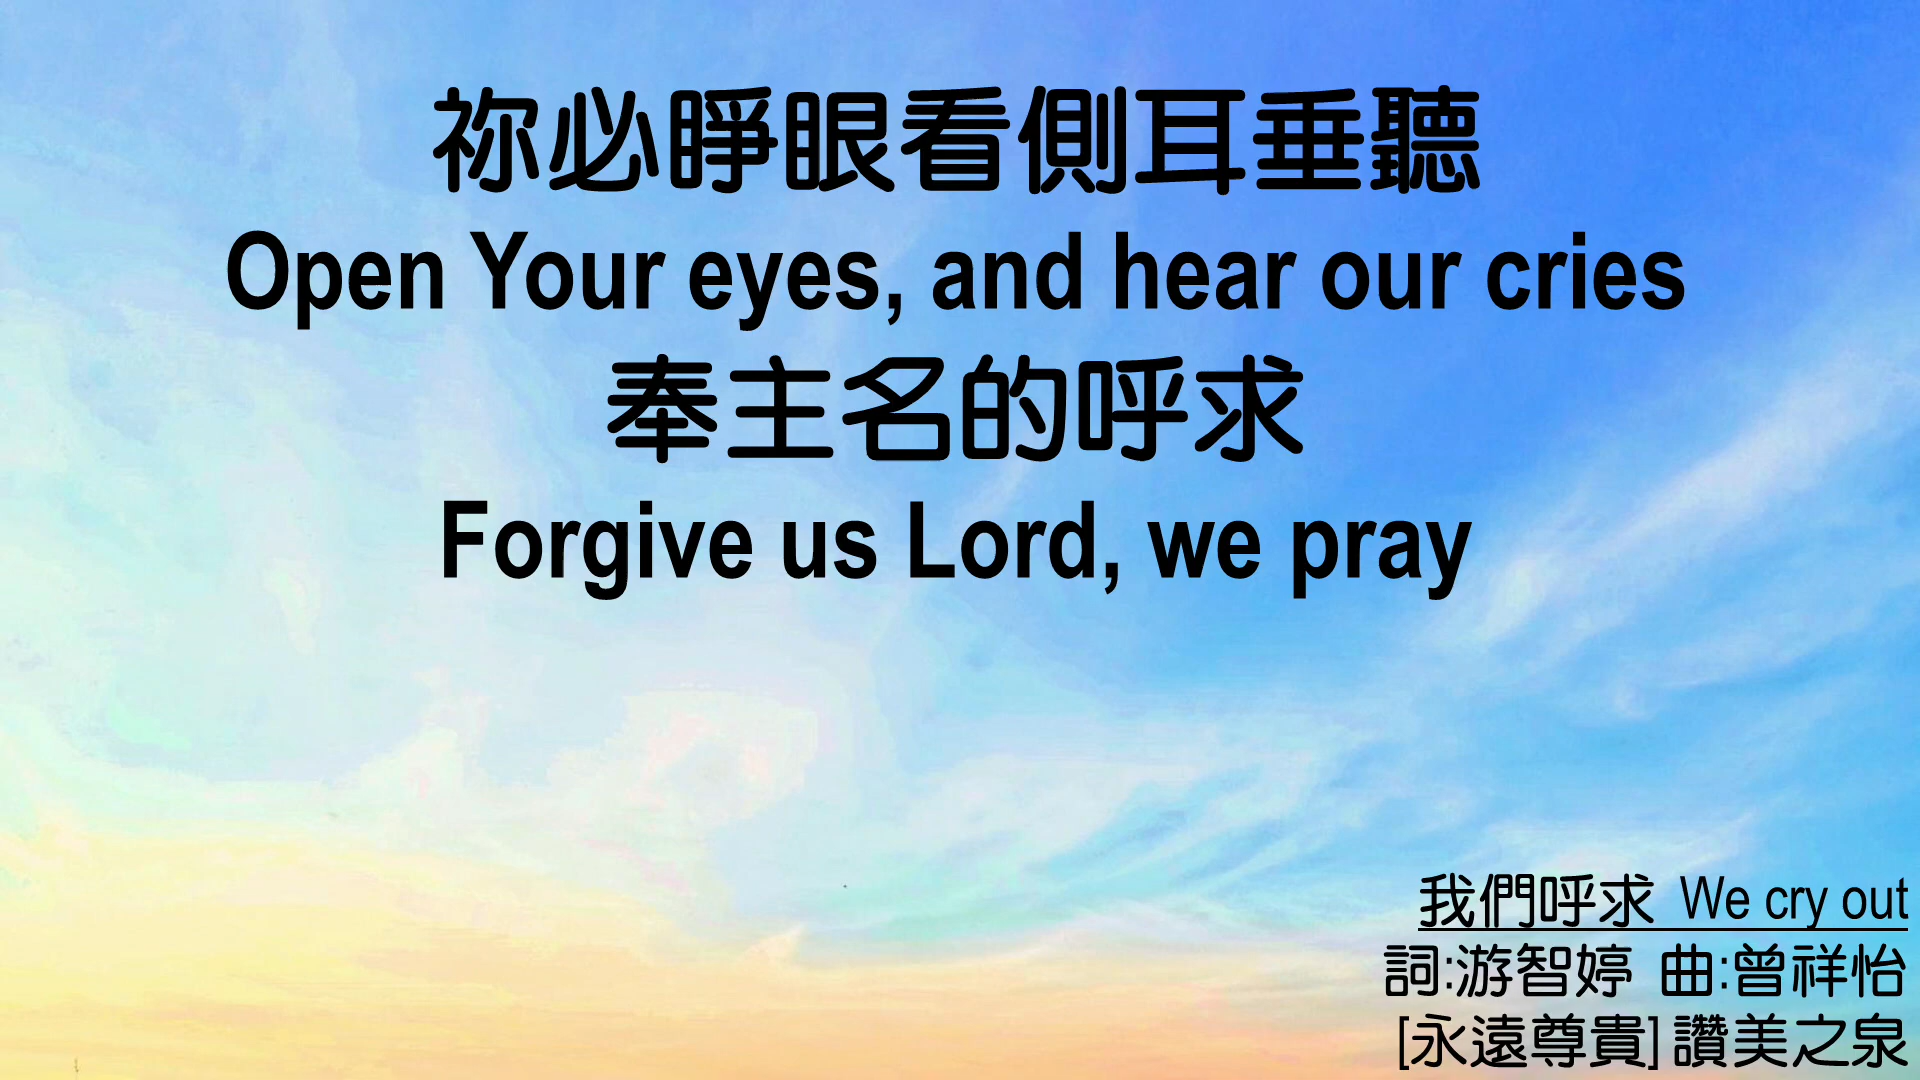 祢必睜眼看側耳垂聽
Open Your eyes, and hear our cries
奉主名的呼求
Forgive us Lord, we pray
我們呼求 We cry out
詞:游智婷 曲:曾祥怡
[永遠尊貴]讚美之泉